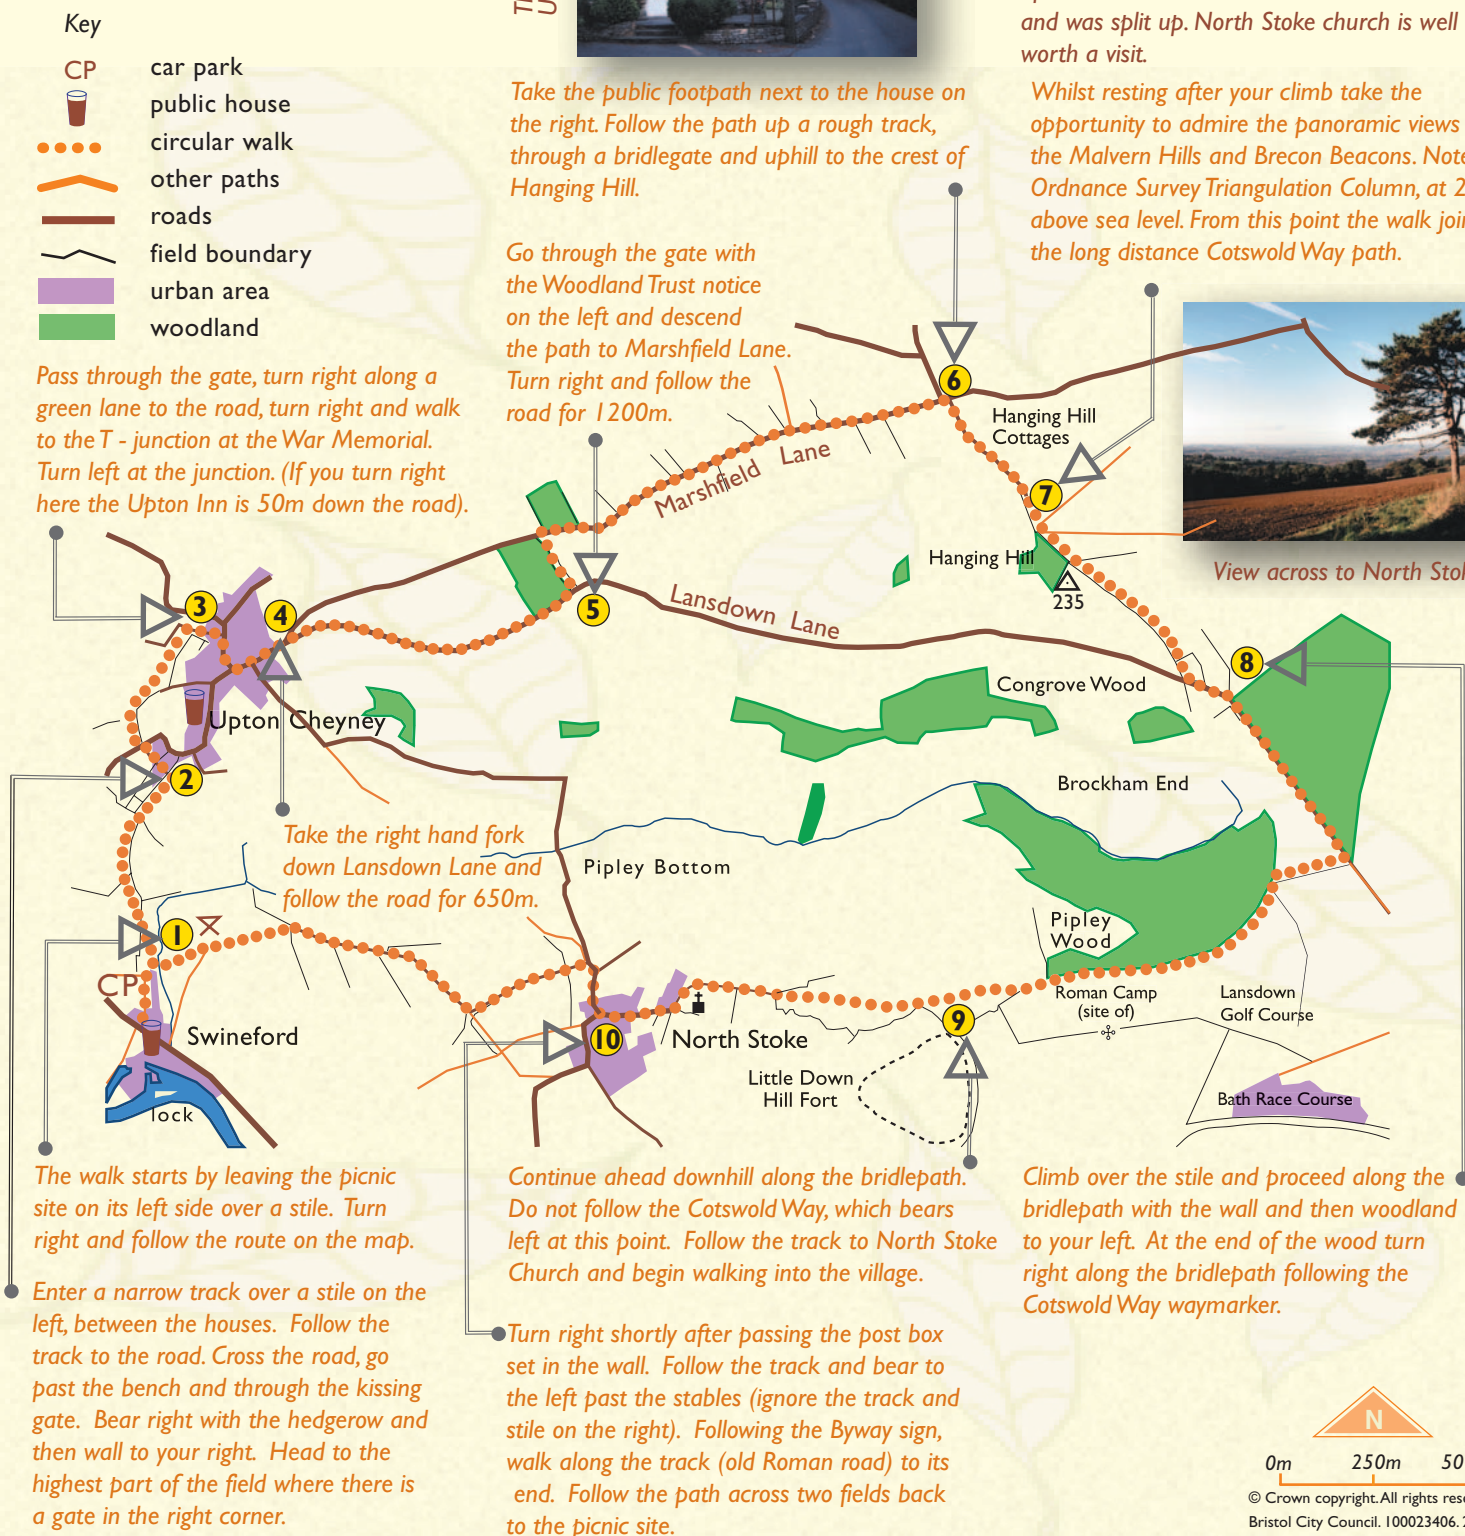 Key
CP car park
public house
circular walk
other paths
roads
field boundary
urban area
woodland
and was split up. North Stoke church is well
worth a visit.
Take the public footpath next to the house on
the right. Follow the path up a rough track,
through a bridlegate and uphill to the crest of
Hanging Hill.
Whilst resting after your climb take the
opportunity to admire the panoramic views
the Malvern Hills and Brecon Beacons. Note
Ordnance Survey Triangulation Column, at 2
above sea level. From this point the walk join
the long distance Cotswold Way path.
Go through the gate with
the Woodland Trust notice
on the left and descend
the path to Marshfield Lane.
Turn right and follow the
road for 1200m.
Pass through the gate, turn right along a
green lane to the road, turn right and walk
to the T - junction at the War Memorial.
Turn left at the junction. (If you turn right
here the Upton Inn is 50m down the road).
6
Hanging Hill
Cottages
Marshfield Lane
7
Hanging Hill
235
View across to North Stok
3
4
5
Lansdown Lane
8
Congrove Wood
Upton Cheyney
2
Brockham End
Take the right hand fork
down Lansdown Lane and
follow the road for 650m.
Pipley Bottom
Pipley
Wood
1
CP
Roman Camp
(site of)
Lansdown
Golf Course
Swineford
9
10
North Stoke
Little Down
Hill Fort
Bath Race Course
lock
The walk starts by leaving the picnic
site on its left side over a stile. Turn
right and follow the route on the map.
Continue ahead downhill along the bridlepath.
Do not follow the Cotswold Way, which bears
left at this point. Follow the track to North Stoke
Church and begin walking into the village.
Climb over the stile and proceed along the
bridlepath with the wall and then woodland
to your left. At the end of the wood turn
right along the bridlepath following the
Cotswold Way waymarker.
Enter a narrow track over a stile on the
left, between the houses. Follow the
track to the road. Cross the road, go
past the bench and through the kissing
gate. Bear right with the hedgerow and
then wall to your right. Head to the
highest part of the field where there is
a gate in the right corner.
Turn right shortly after passing the post box
set in the wall. Follow the track and bear to
the left past the stables (ignore the track and
stile on the right). Following the Byway sign,
walk along the track (old Roman road) to its
end. Follow the path across two fields back
to the picnic site.
N
0m 250m 50
© Crown copyright. All rights rese
Bristol City Council. 100023406. 2